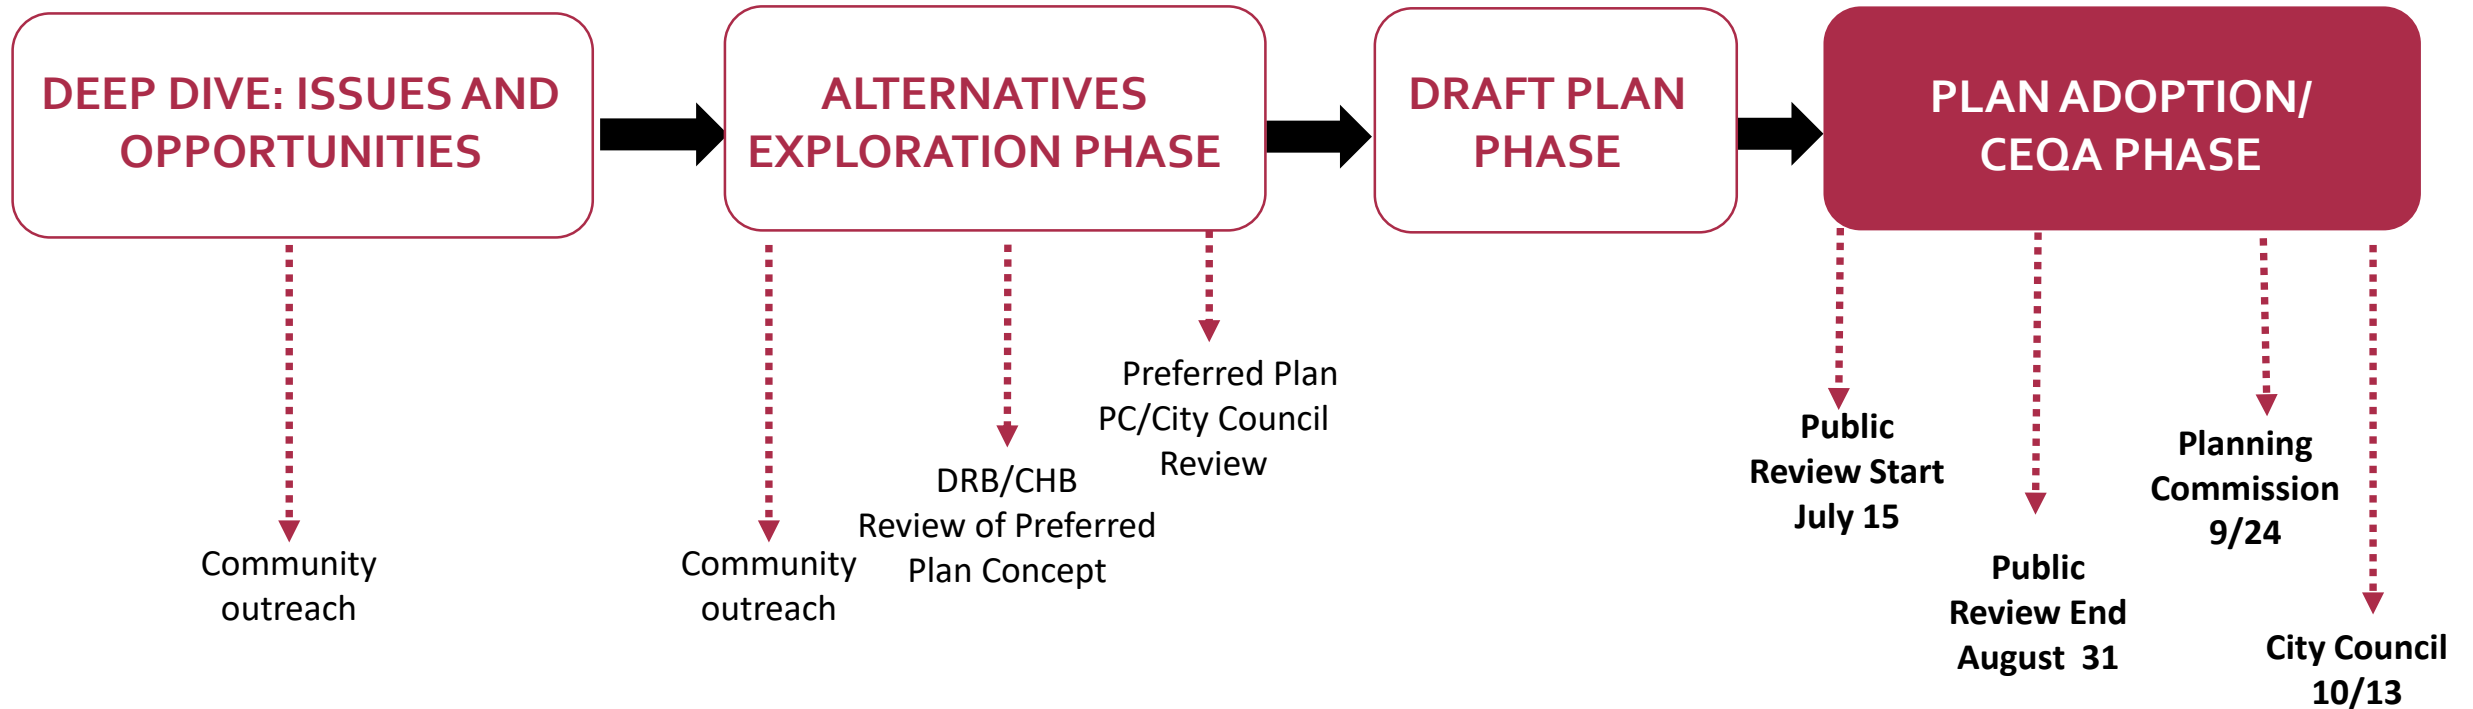 DEEP DIVE: ISSUES AND
OPPORTUNITIES
ALTERNATIVES
EXPLORATION PHASE
DRAFT PLAN
PHASE
PLAN ADOPTION/
CEQA PHASE
Community
outreach
Community
outreach
DRB/CHB
Review of Preferred
Plan Concept
Preferred Plan
PC/City Council
Review
Public
Review Start
July 15
Public
Review End
August 31
Planning
Commission
9/24
City Council
10/13